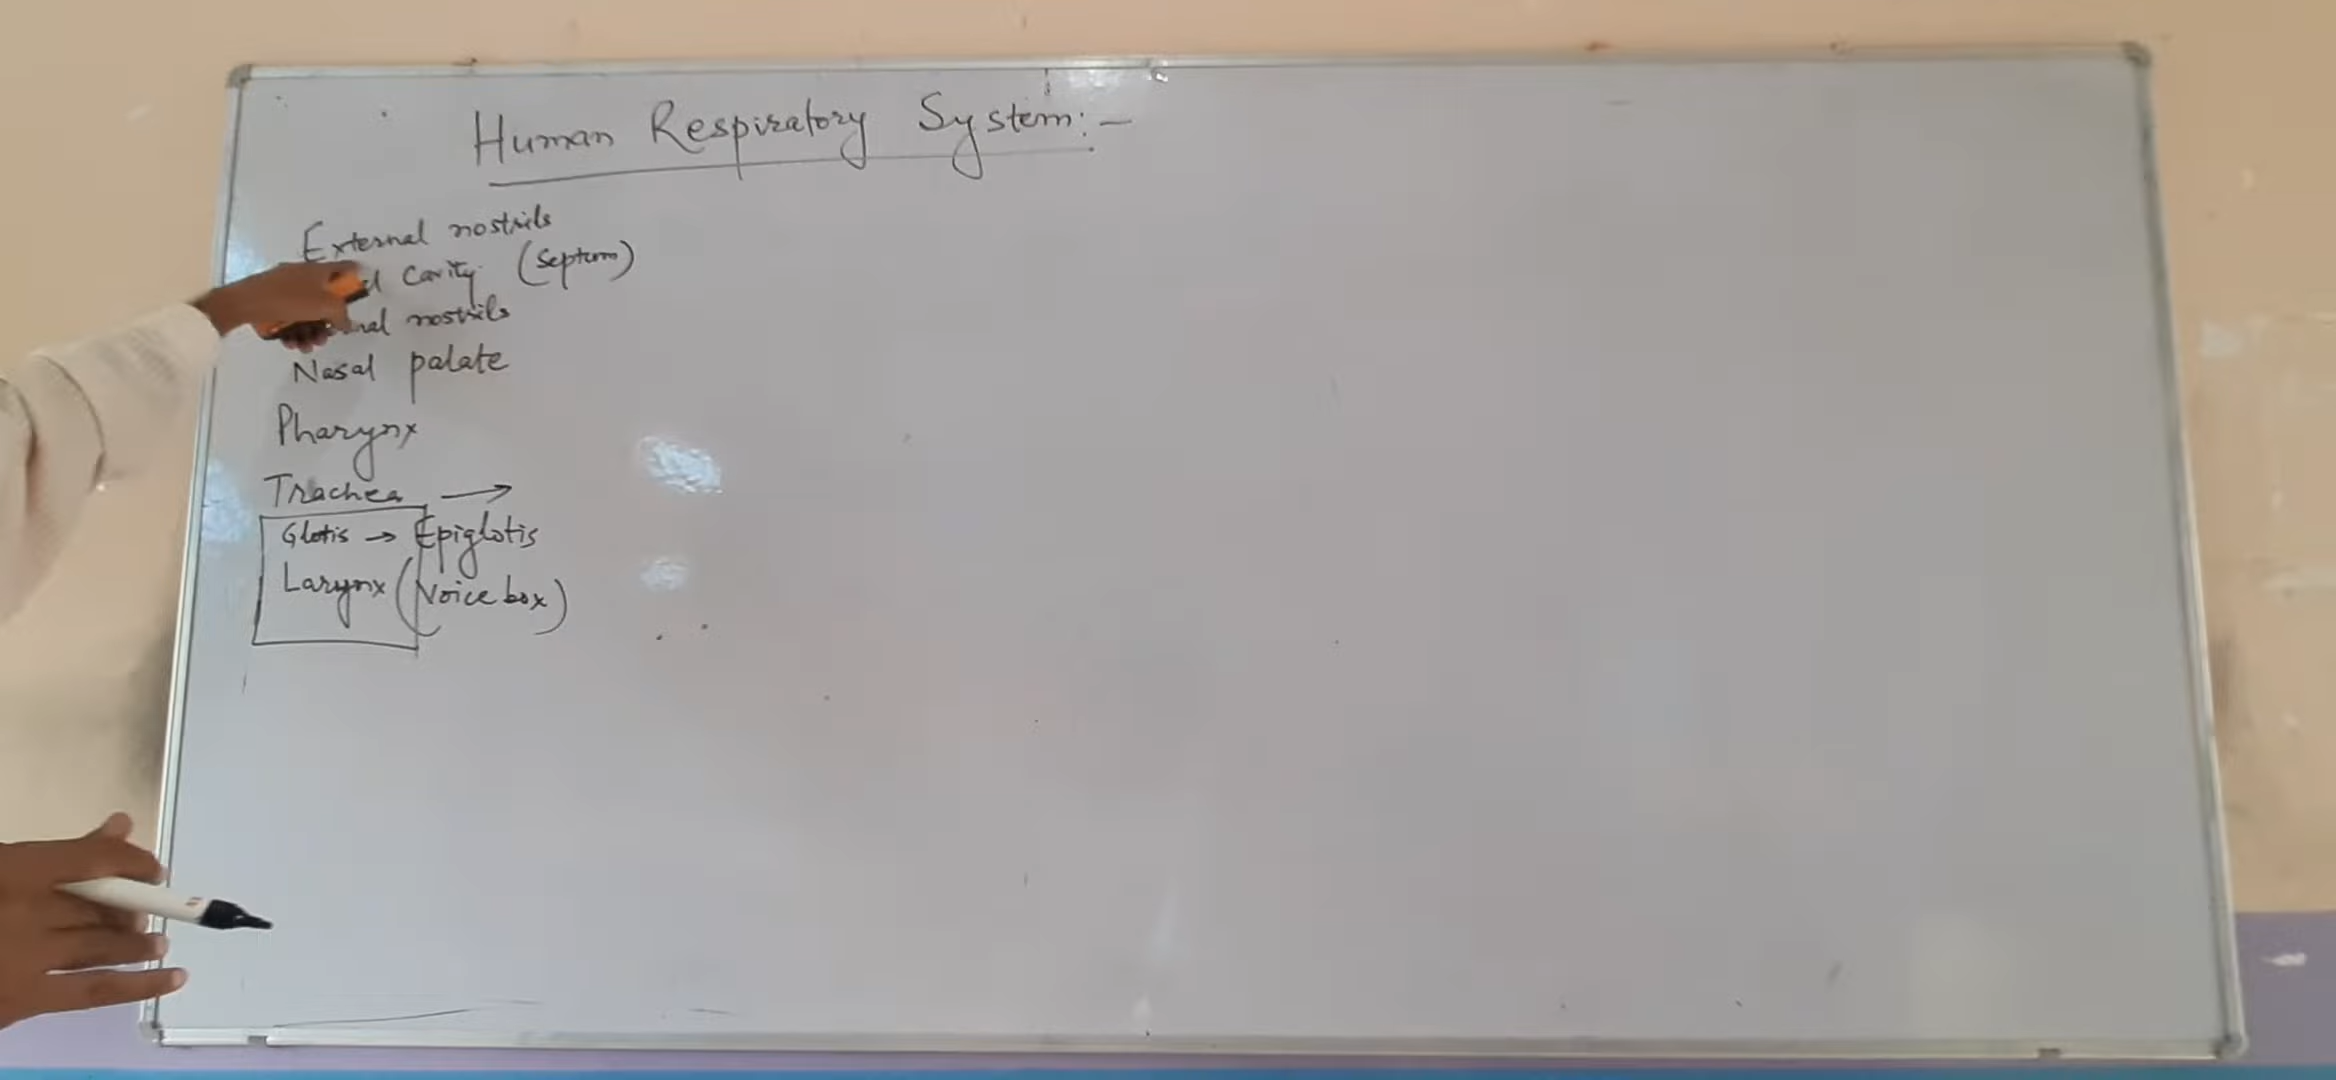 Human Respiratory System:-
External nostrils
Cavity (Septum)
nostrils
Nasal palate
Pharynx
Trachea →
Glotis → Epiglotis
Larynx (Voice box)